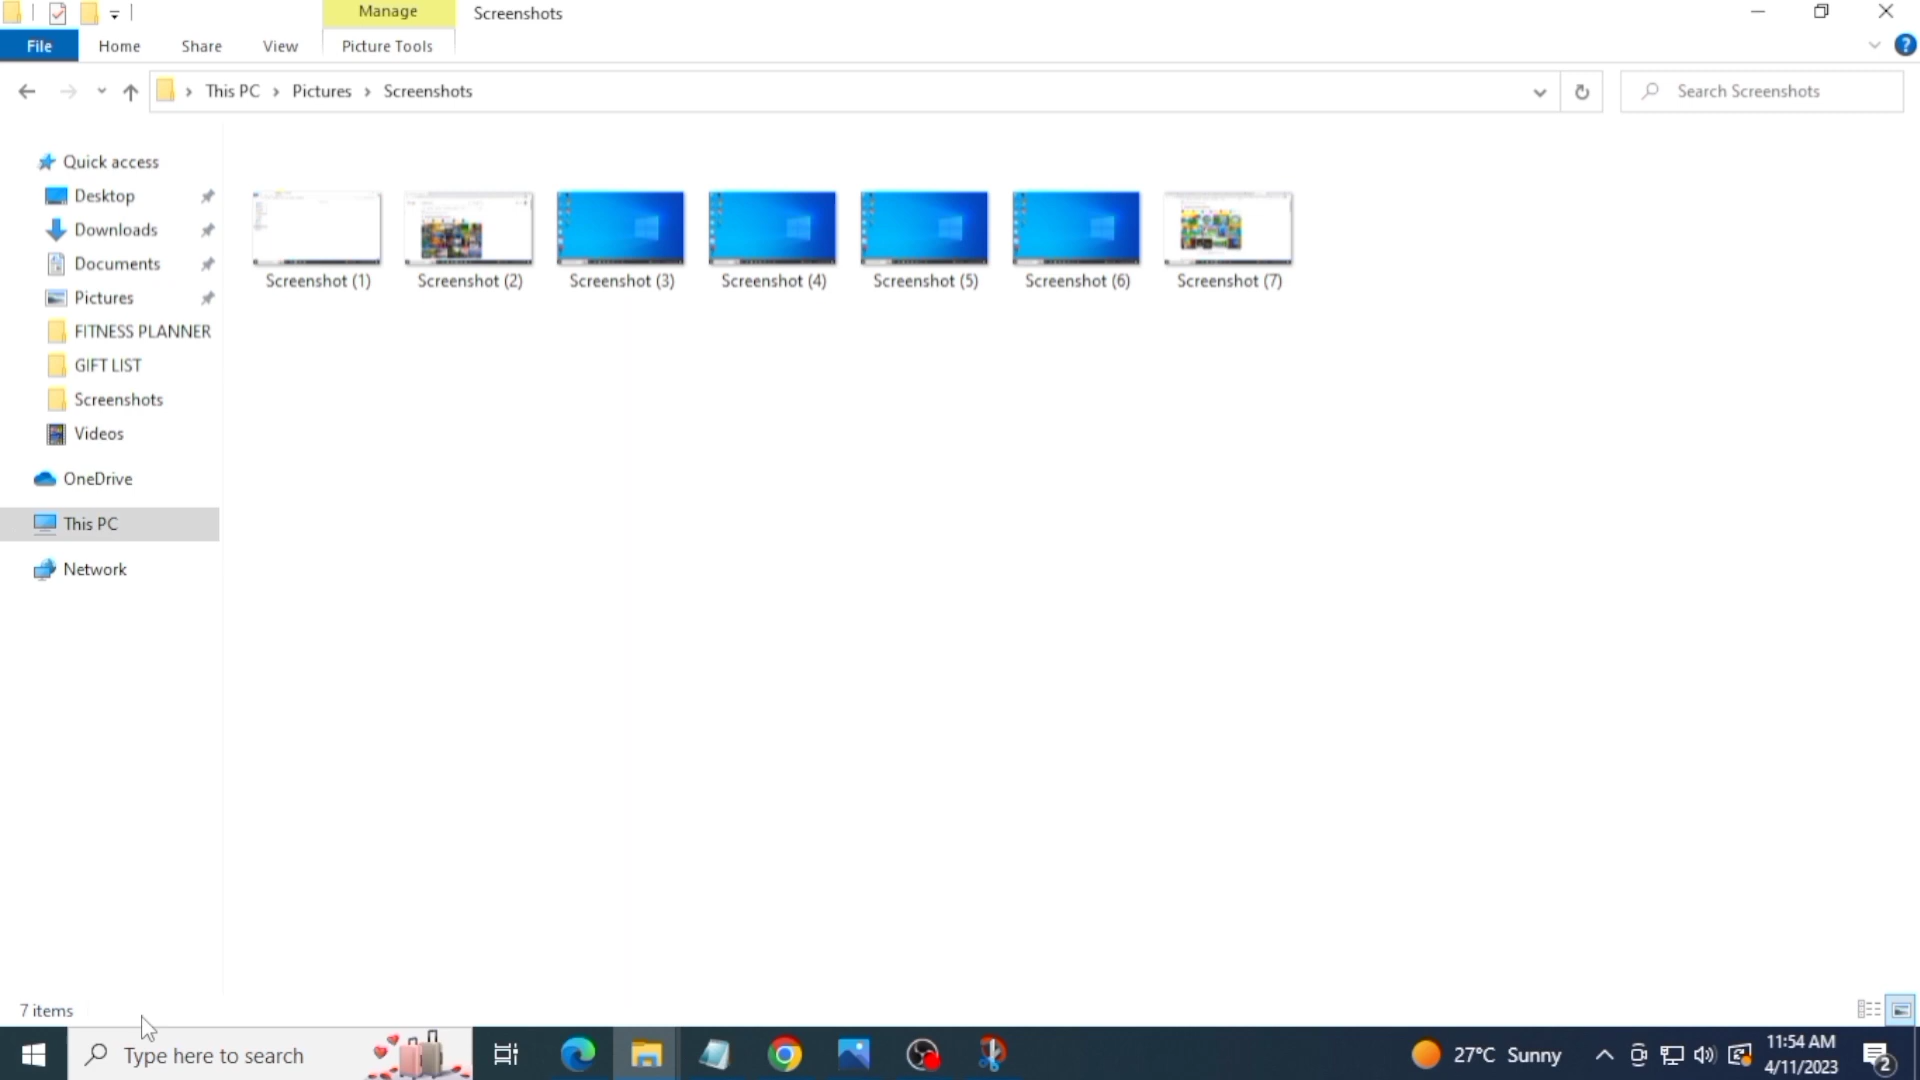 Manage
Screenshots
File
Home
Share
View
Picture Tools
This PC
Pictures
Screenshots
Search Screenshots
Quick access
Desktop
Downloads
Documents
Pictures
FITNESS PLANNER
GIFT LIST
Screenshots
Videos
OneDrive
This PC
Network
Screenshot (1)
Screenshot (2)
Screenshot (3)
Screenshot (4)
Screenshot (5)
Screenshot (6)
Screenshot (7)
7 items
Type here to search
27°C Sunny
11:54 AM
4/11/2023
2